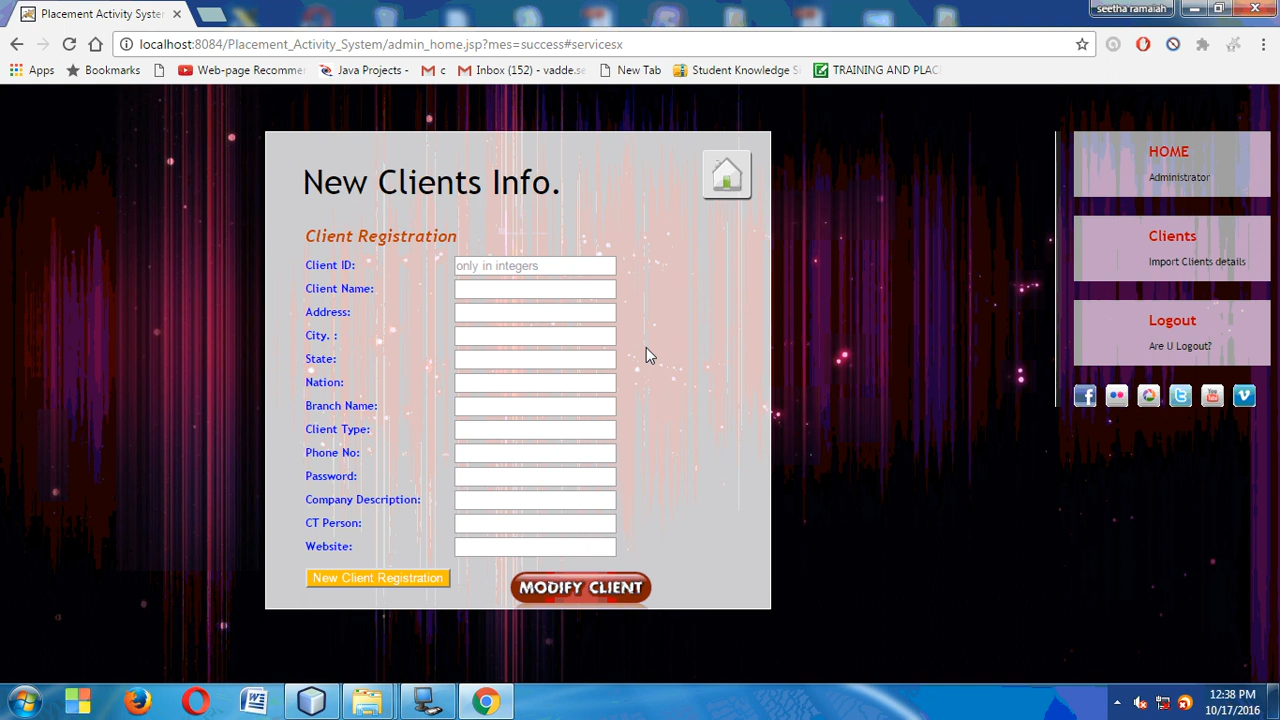 Placement Activity System
seetha ramaiah
localhost:8084/Placement_Activity_System/admin_home.jsp?mes=success#servicesx
Apps Bookmarks Web-page Recomme Java Projects - c Inbox (152) - vadde.se New Tab Student Knowledge Si TRAINING AND PLAC
New Clients Info.
Client Registration
Client ID: only in integers
Client Name:
Address:
City. :
State:
Nation:
Branch Name:
Client Type:
Phone No:
Password:
Company Description:
CT Person:
Website:
New Client Registration MODIFY CLIENT
HOME
Administrator
Clients
Import Clients details
Logout
Are U Logout?
12:38 PM
10/17/2016